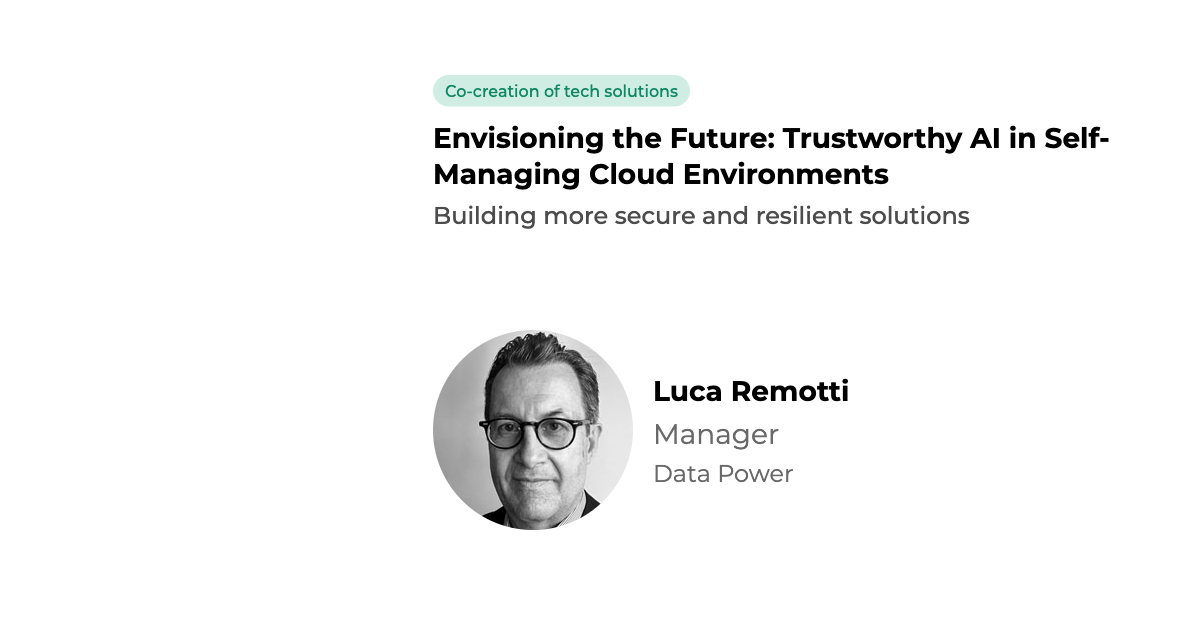 Co-creation of tech solutions
Envisioning the Future: Trustworthy AI in Self-
Managing Cloud Environments
Building more secure and resilient solutions
Luca Remotti
Manager
Data Power